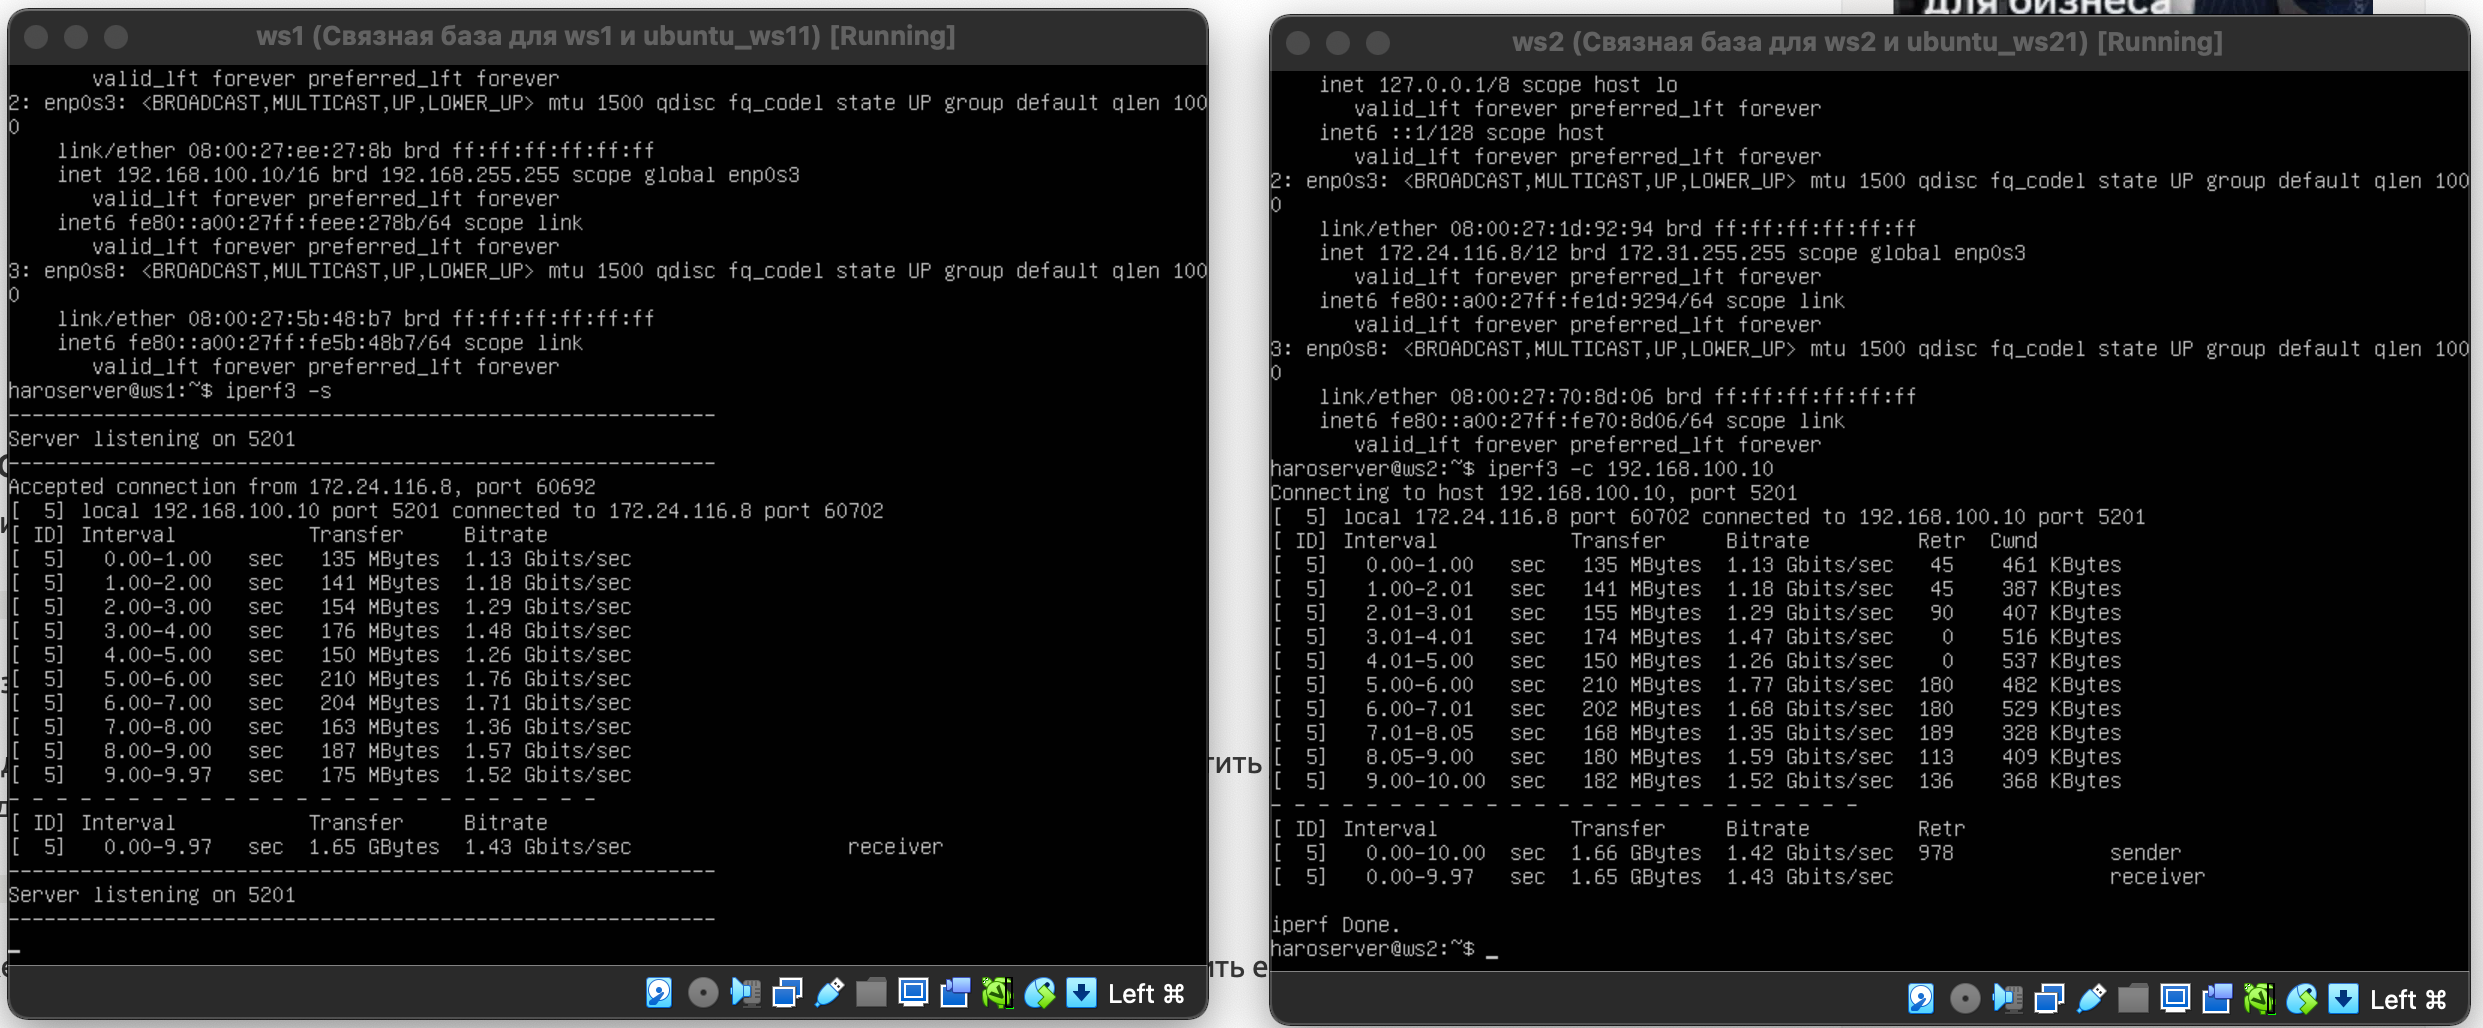 для бизнеса
ws1 (Связная база для ws1 и ubuntu_ws11) [Running]
valid_lft forever preferred_lft forever
2: enp0s3: <BROADCAST,MULTICAST,UP,LOWER_UP> mtu 1500 qdisc fq_codel state UP group default qlen 100
0
link/ether 08:00:27:ee:27:8b brd ff:ff:ff:ff:ff:ff
inet 192.168.100.10/16 brd 192.168.255.255 scope global enp0s3
valid_lft forever preferred_lft forever
inet6 fe80::a00:27ff:feee:278b/64 scope link
valid_lft forever preferred_lft forever
3: enp0s8: <BROADCAST,MULTICAST,UP,LOWER_UP> mtu 1500 qdisc fq_codel state UP group default qlen 100
0
link/ether 08:00:27:5b:48:b7 brd ff:ff:ff:ff:ff:ff
inet6 fe80::a00:27ff:fe5b:48b7/64 scope link
valid_lft forever preferred_lft forever
haroserver@ws1:~$ iperf3 -s
-----------------------------------------------------------
Server listening on 5201
-----------------------------------------------------------
Accepted connection from 172.24.116.8, port 60692
[  5] local 192.168.100.10 port 5201 connected to 172.24.116.8 port 60702
[ ID] Interval           Transfer     Bitrate
[  5]   0.00-1.00   sec   135 MBytes  1.13 Gbits/sec
[  5]   1.00-2.00   sec   141 MBytes  1.18 Gbits/sec
[  5]   2.00-3.00   sec   154 MBytes  1.29 Gbits/sec
[  5]   3.00-4.00   sec   176 MBytes  1.48 Gbits/sec
[  5]   4.00-5.00   sec   150 MBytes  1.26 Gbits/sec
[  5]   5.00-6.00   sec   210 MBytes  1.76 Gbits/sec
[  5]   6.00-7.00   sec   204 MBytes  1.71 Gbits/sec
[  5]   7.00-8.00   sec   163 MBytes  1.36 Gbits/sec
[  5]   8.00-9.00   sec   187 MBytes  1.57 Gbits/sec
[  5]   9.00-9.97   sec   175 MBytes  1.52 Gbits/sec
- - - - - - - - - - - - - - - - - - - - - - - - -
[ ID] Interval           Transfer     Bitrate
[  5]   0.00-9.97   sec  1.65 GBytes  1.43 Gbits/sec                  receiver
-----------------------------------------------------------
Server listening on 5201
-----------------------------------------------------------
_
Left ⌘
ws2 (Связная база для ws2 и ubuntu_ws21) [Running]
inet 127.0.0.1/8 scope host lo
valid_lft forever preferred_lft forever
inet6 ::1/128 scope host
valid_lft forever preferred_lft forever
2: enp0s3: <BROADCAST,MULTICAST,UP,LOWER_UP> mtu 1500 qdisc fq_codel state UP group default qlen 100
0
link/ether 08:00:27:1d:92:94 brd ff:ff:ff:ff:ff:ff
inet 172.24.116.8/12 brd 172.31.255.255 scope global enp0s3
valid_lft forever preferred_lft forever
inet6 fe80::a00:27ff:fe1d:9294/64 scope link
valid_lft forever preferred_lft forever
3: enp0s8: <BROADCAST,MULTICAST,UP,LOWER_UP> mtu 1500 qdisc fq_codel state UP group default qlen 100
0
link/ether 08:00:27:70:8d:06 brd ff:ff:ff:ff:ff:ff
inet6 fe80::a00:27ff:fe70:8d06/64 scope link
valid_lft forever preferred_lft forever
haroserver@ws2:~$ iperf3 -c 192.168.100.10
Connecting to host 192.168.100.10, port 5201
[  5] local 172.24.116.8 port 60702 connected to 192.168.100.10 port 5201
[ ID] Interval           Transfer     Bitrate         Retr  Cwnd
[  5]   0.00-1.00   sec   135 MBytes  1.13 Gbits/sec   45    461 KBytes
[  5]   1.00-2.01   sec   141 MBytes  1.18 Gbits/sec   45    387 KBytes
[  5]   2.01-3.01   sec   155 MBytes  1.29 Gbits/sec   90    407 KBytes
[  5]   3.01-4.01   sec   174 MBytes  1.47 Gbits/sec    0    516 KBytes
[  5]   4.01-5.00   sec   150 MBytes  1.26 Gbits/sec    0    537 KBytes
[  5]   5.00-6.00   sec   210 MBytes  1.77 Gbits/sec  180    482 KBytes
[  5]   6.00-7.01   sec   202 MBytes  1.68 Gbits/sec  180    529 KBytes
[  5]   7.01-8.05   sec   168 MBytes  1.35 Gbits/sec  189    328 KBytes
[  5]   8.05-9.00   sec   180 MBytes  1.59 Gbits/sec  113    409 KBytes
[  5]   9.00-10.00  sec   182 MBytes  1.52 Gbits/sec  136    368 KBytes
- - - - - - - - - - - - - - - - - - - - - - - - -
[ ID] Interval           Transfer     Bitrate         Retr
[  5]   0.00-10.00  sec  1.66 GBytes  1.42 Gbits/sec  978             sender
[  5]   0.00-9.97   sec  1.65 GBytes  1.43 Gbits/sec                  receiver
iperf Done.
haroserver@ws2:~$ _
Left ⌘